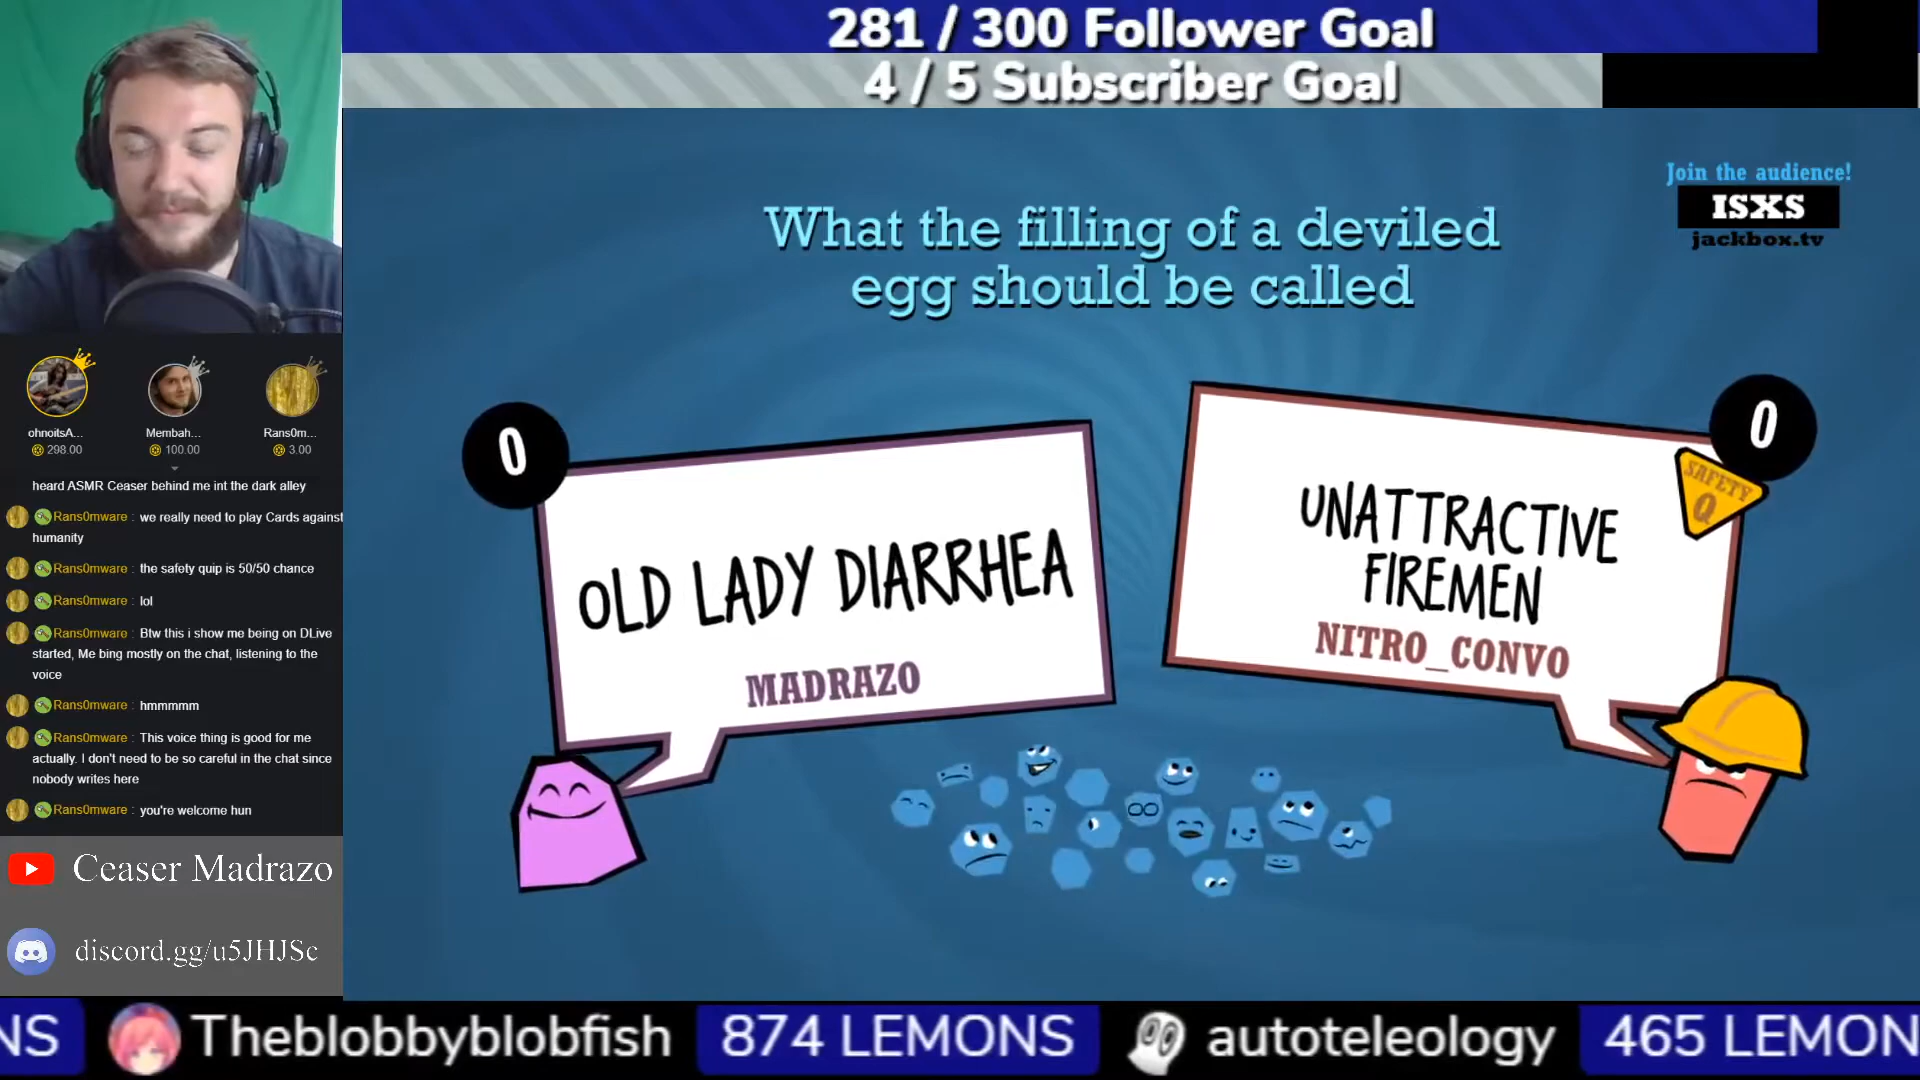 281 / 300 Follower Goal
4 / 5 Subscriber Goal
Join the audience!
ISXS
jackbox.tv
What the filling of a deviled
egg should be called
0
OLD LADY DIARRHEA
MADRAZO
0
SAFETY
Q
UNATTRACTIVE
FIREMEN
NITRO_CONVO
ohnoitsA...
298.00
Membah...
100.00
Rans0m...
3.00
heard ASMR Ceaser behind me int the dark alley
Rans0mware : we really need to play Cards against
humanity
Rans0mware : the safety quip is 50/50 chance
Rans0mware : lol
Rans0mware : Btw this i show me being on DLive
started, Me bing mostly on the chat, listening to the
voice
Rans0mware : hmmmmm
Rans0mware : This voice thing is good for me
actually. I don't need to be so careful in the chat since
nobody writes here
Rans0mware : you're welcome hun
Ceaser Madrazo
discord.gg/u5JHJSc
NS
Theblobbyblobfish
874 LEMONS
autoteleology
465 LEMON